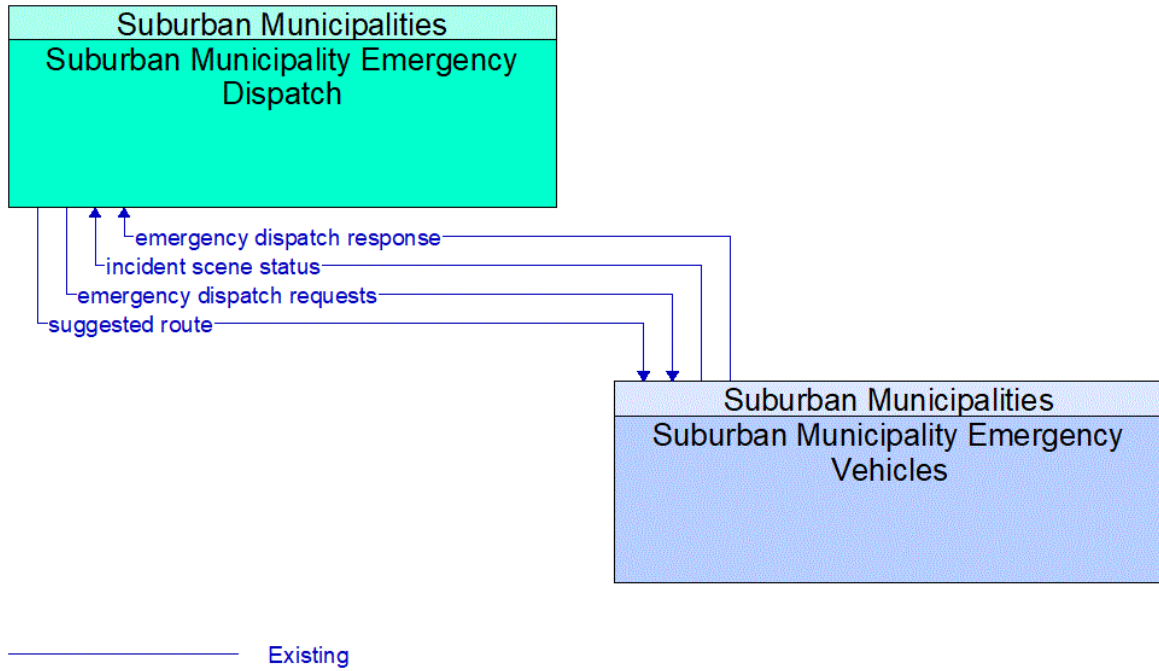 Suburban Municipalities
Suburban Municipality Emergency
Dispatch
emergency dispatch response
incident scene status
emergency dispatch requests
suggested route
Suburban Municipalities
Suburban Municipality Emergency
Vehicles
Existing